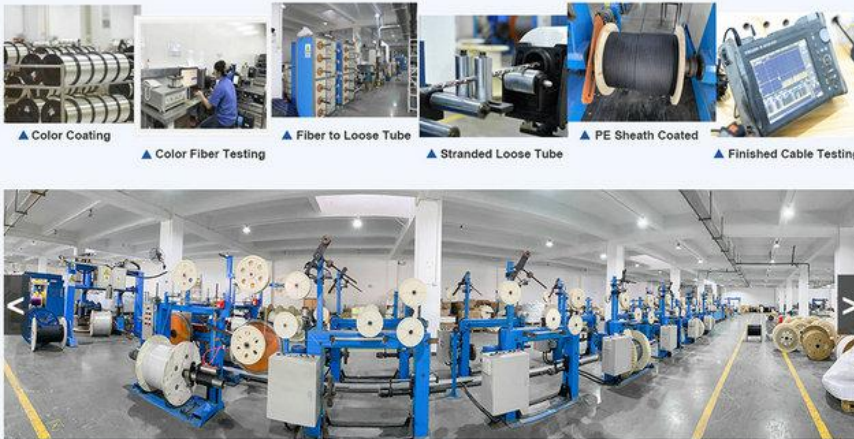 Color Coating
Color Fiber Testing
Fiber to Loose Tube
Stranded Loose Tube
PE Sheath Coated
Finished Cable Testing